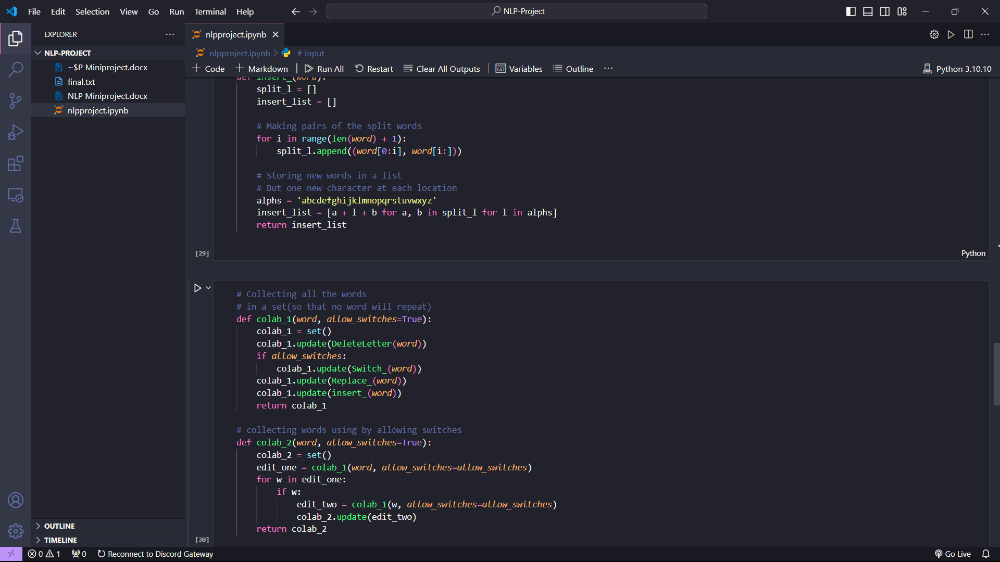 File Edit Selection View Go Run Terminal Help
NLP-Project
EXPLORER
NLP-PROJECT
~$P Miniproject.docx
final.txt
NLP Miniproject.docx
nlpproject.ipynb
OUTLINE
TIMELINE
nlpproject.ipynb
nlpproject.ipynb > # Input
+ Code + Markdown | Run All Restart Clear All Outputs | Variables Outline ...
Python 3.10.10
def insert_(word):
split_l = []
insert_list = []
# Making pairs of the split words
for i in range(len(word) + 1):
split_l.append((word[0:i], word[i:]))
# Storing new words in a list
# But one new character at each location
alphs = 'abcdefghijklmnopqrstuvwxyz'
insert_list = [a + l + b for a, b in split_l for l in alphs]
return insert_list
[29]
Python
# Collecting all the words
# in a set(so that no word will repeat)
def colab_1(word, allow_switches=True):
colab_1 = set()
colab_1.update(DeleteLetter(word))
if allow_switches:
colab_1.update(Switch_(word))
colab_1.update(Replace_(word))
colab_1.update(insert_(word))
return colab_1
# collecting words using by allowing switches
def colab_2(word, allow_switches=True):
colab_2 = set()
edit_one = colab_1(word, allow_switches=allow_switches)
for w in edit_one:
if w:
edit_two = colab_1(w, allow_switches=allow_switches)
colab_2.update(edit_two)
return colab_2
[30]
0 1 0 Reconnect to Discord Gateway
Go Live